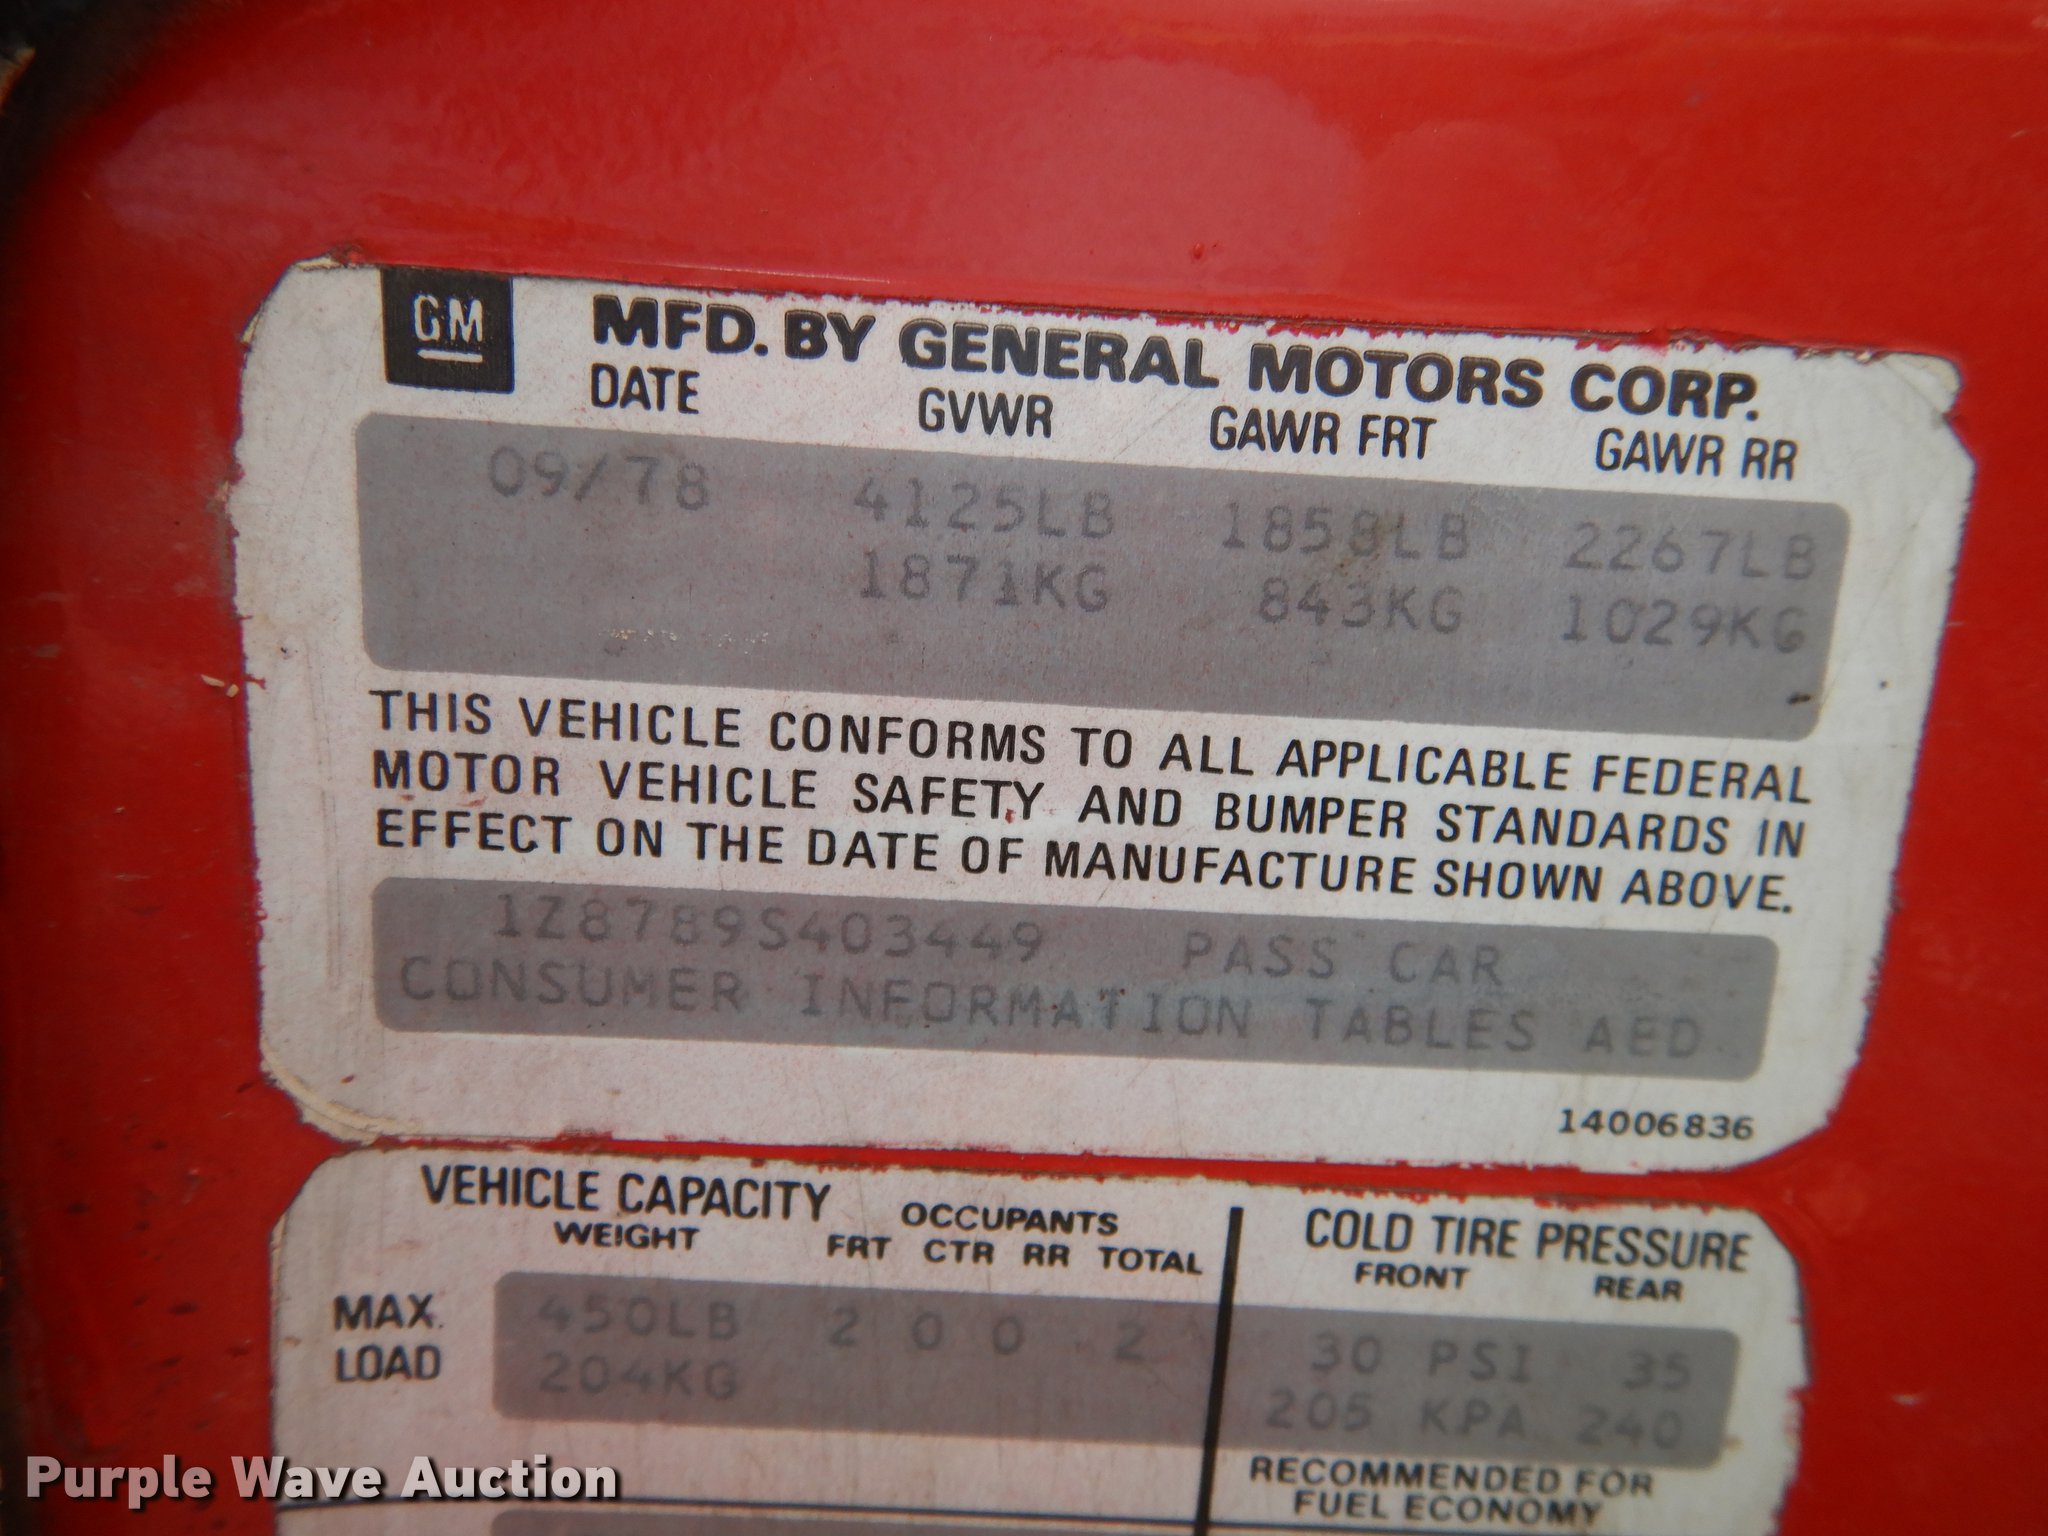 GM
MFD. BY GENERAL MOTORS CORP.
DATE GVWR GAWR FRT GAWR RR
09/78 4125LB 1858LB 2267LB
1871KG 843KG 1029KG
THIS VEHICLE CONFORMS TO ALL APPLICABLE FEDERAL
MOTOR VEHICLE SAFETY AND BUMPER STANDARDS IN
EFFECT ON THE DATE OF MANUFACTURE SHOWN ABOVE.
1Z8789S403449 PASS CAR
CONSUMER INFORMATION TABLES AED
14006836
VEHICLE CAPACITY OCCUPANTS COLD TIRE PRESSURE
WEIGHT FRT CTR RR TOTAL FRONT REAR
MAX. LOAD
450LB 2 0 0 2 30 PSI 35
204KG 205 KPA 240
RECOMMENDED FOR
FUEL ECONOMY
Purple Wave Auction